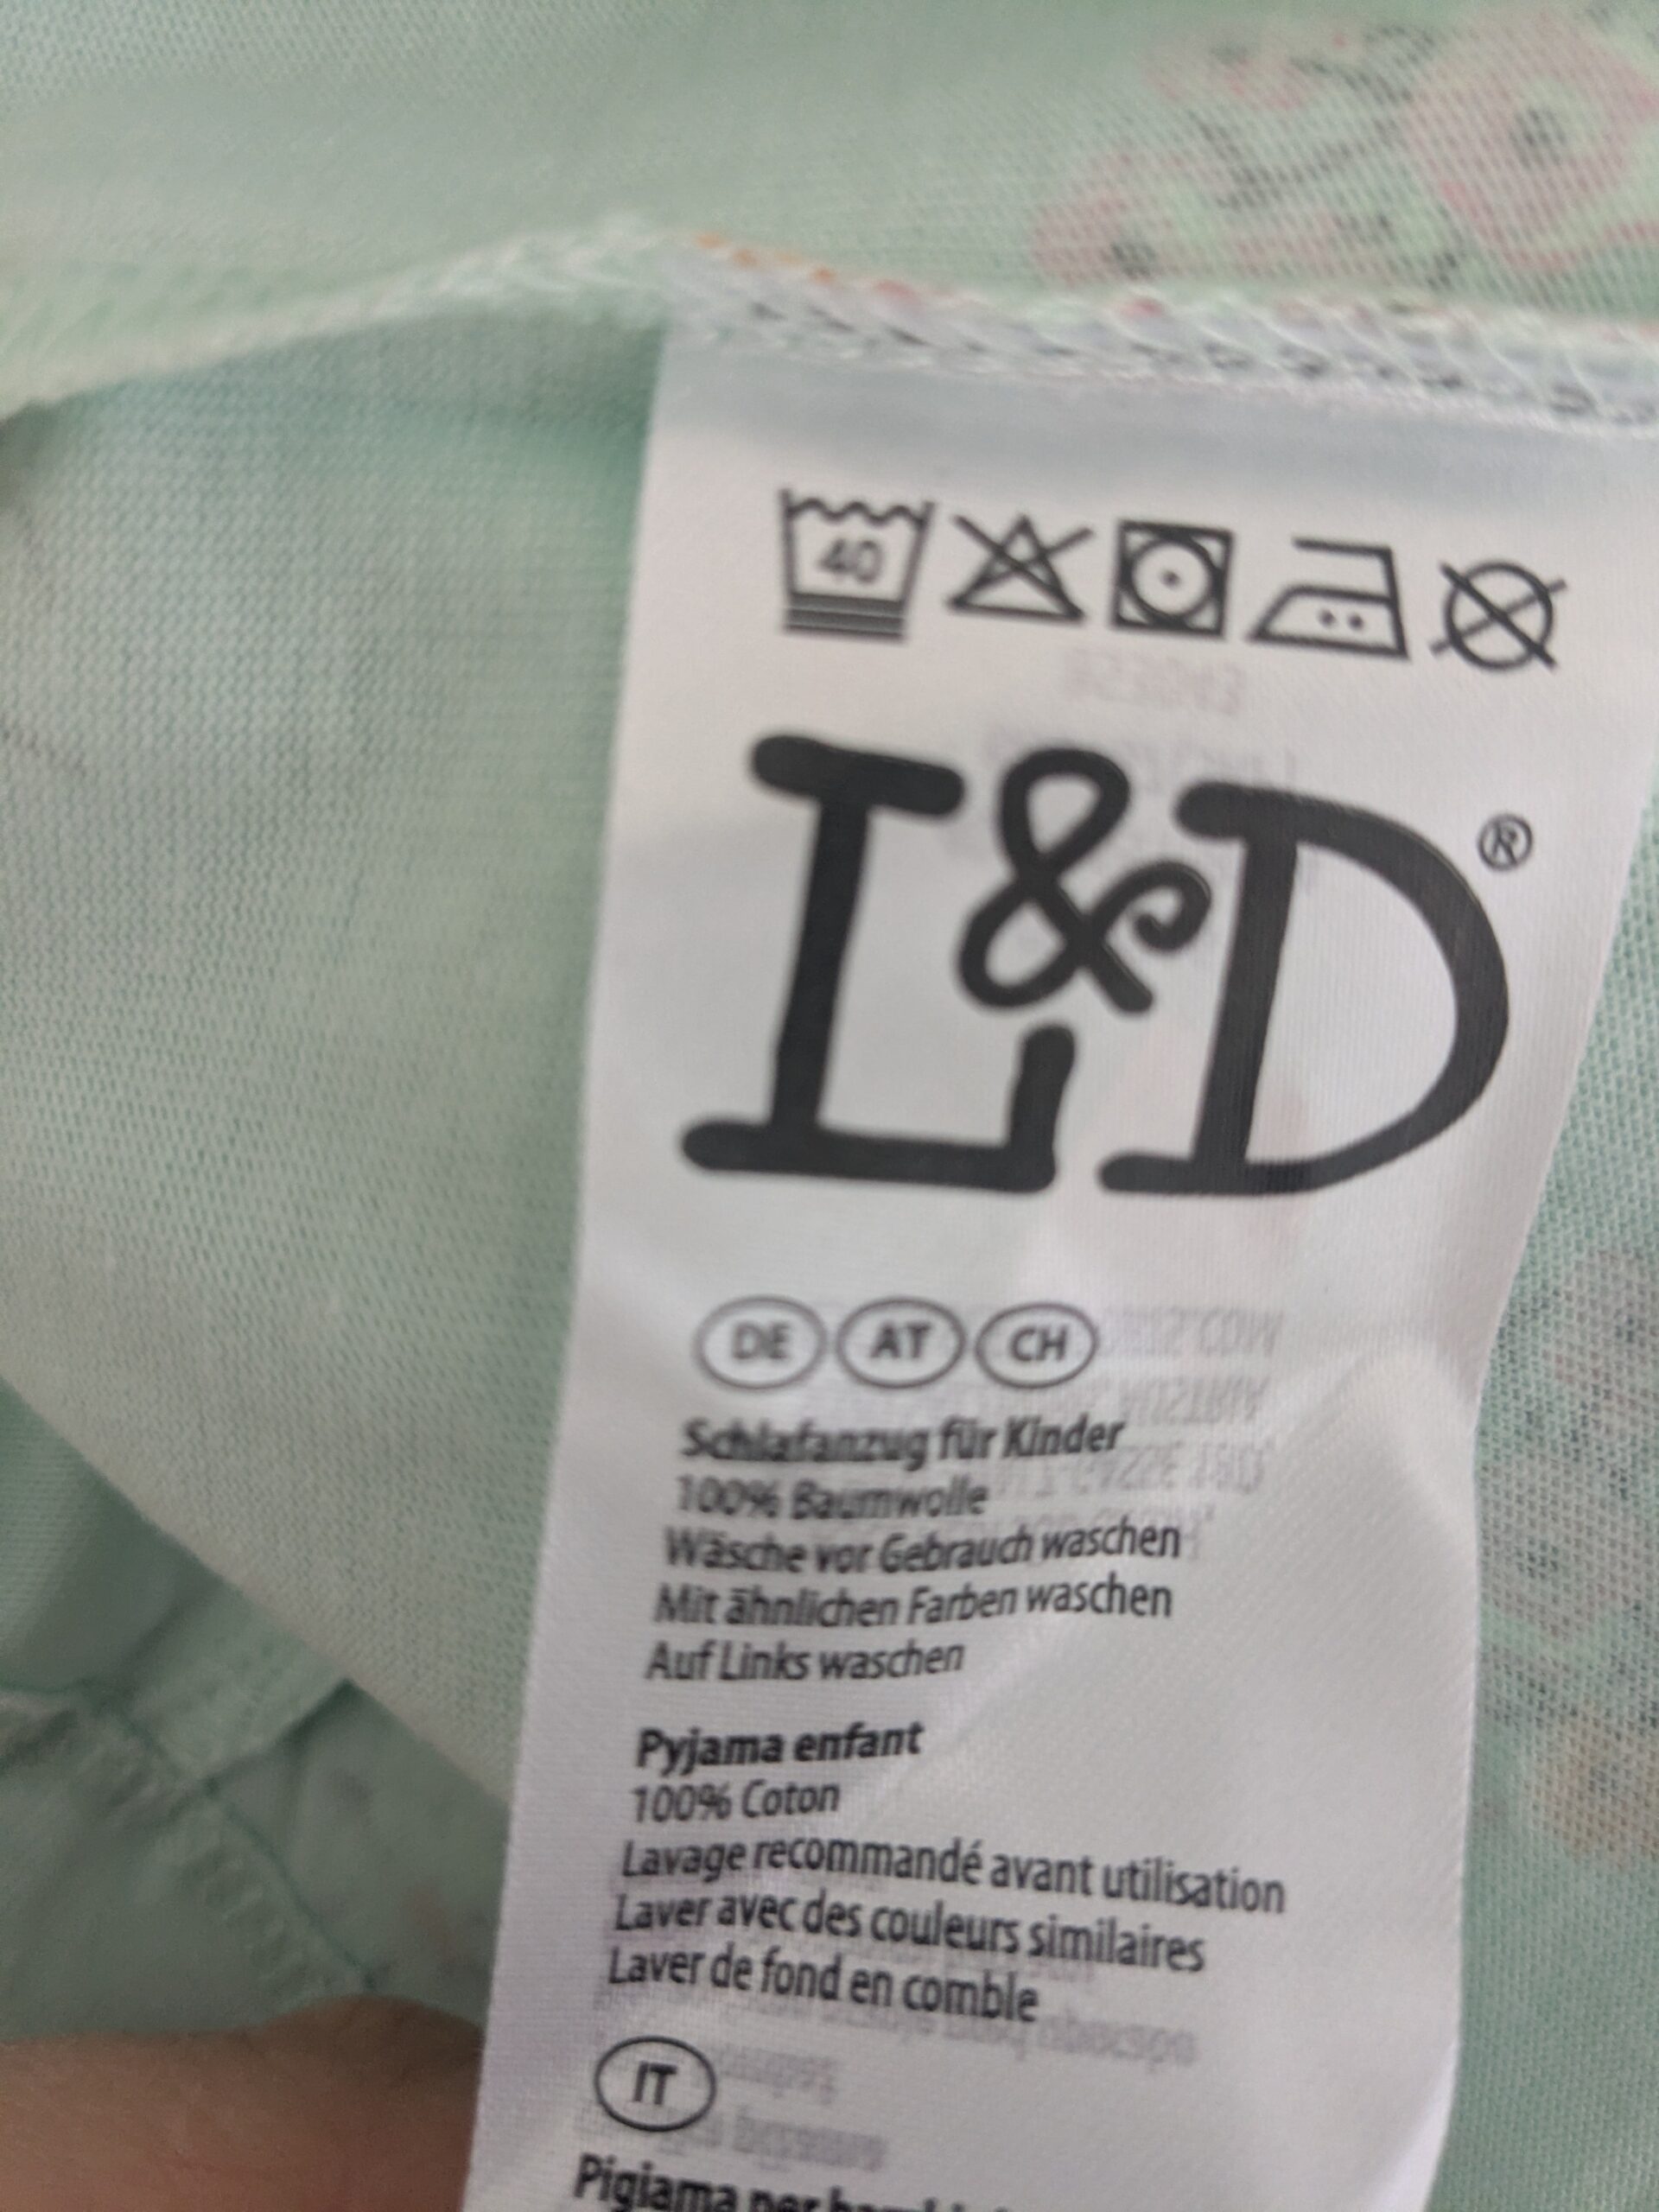 40
L&D®
DE AT CH
Schlafanzug für Kinder
100% Baumwolle
Wäsche vor Gebrauch waschen
Mit ähnlichen Farben waschen
Auf Links waschen
Pyjama enfant
100% Coton
Lavage recommandé avant utilisation
Laver avec des couleurs similaires
Laver de fond en comble
IT
Pigiama per